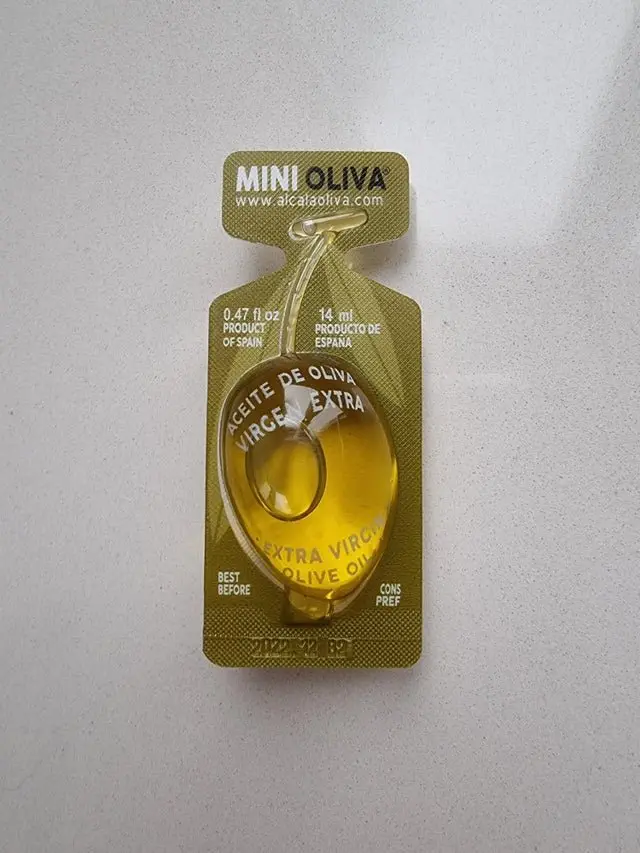 MINI OLIVA®
www.alcalaoliva.com
0.47 fl oz
PRODUCT
OF SPAIN
14 ml
PRODUCTO DE
ESPAÑA
ACEITE DE OLIVA
VIRGEN EXTRA
EXTRA VIRGIN
OLIVE OIL
BEST
BEFORE
CONS
PREF